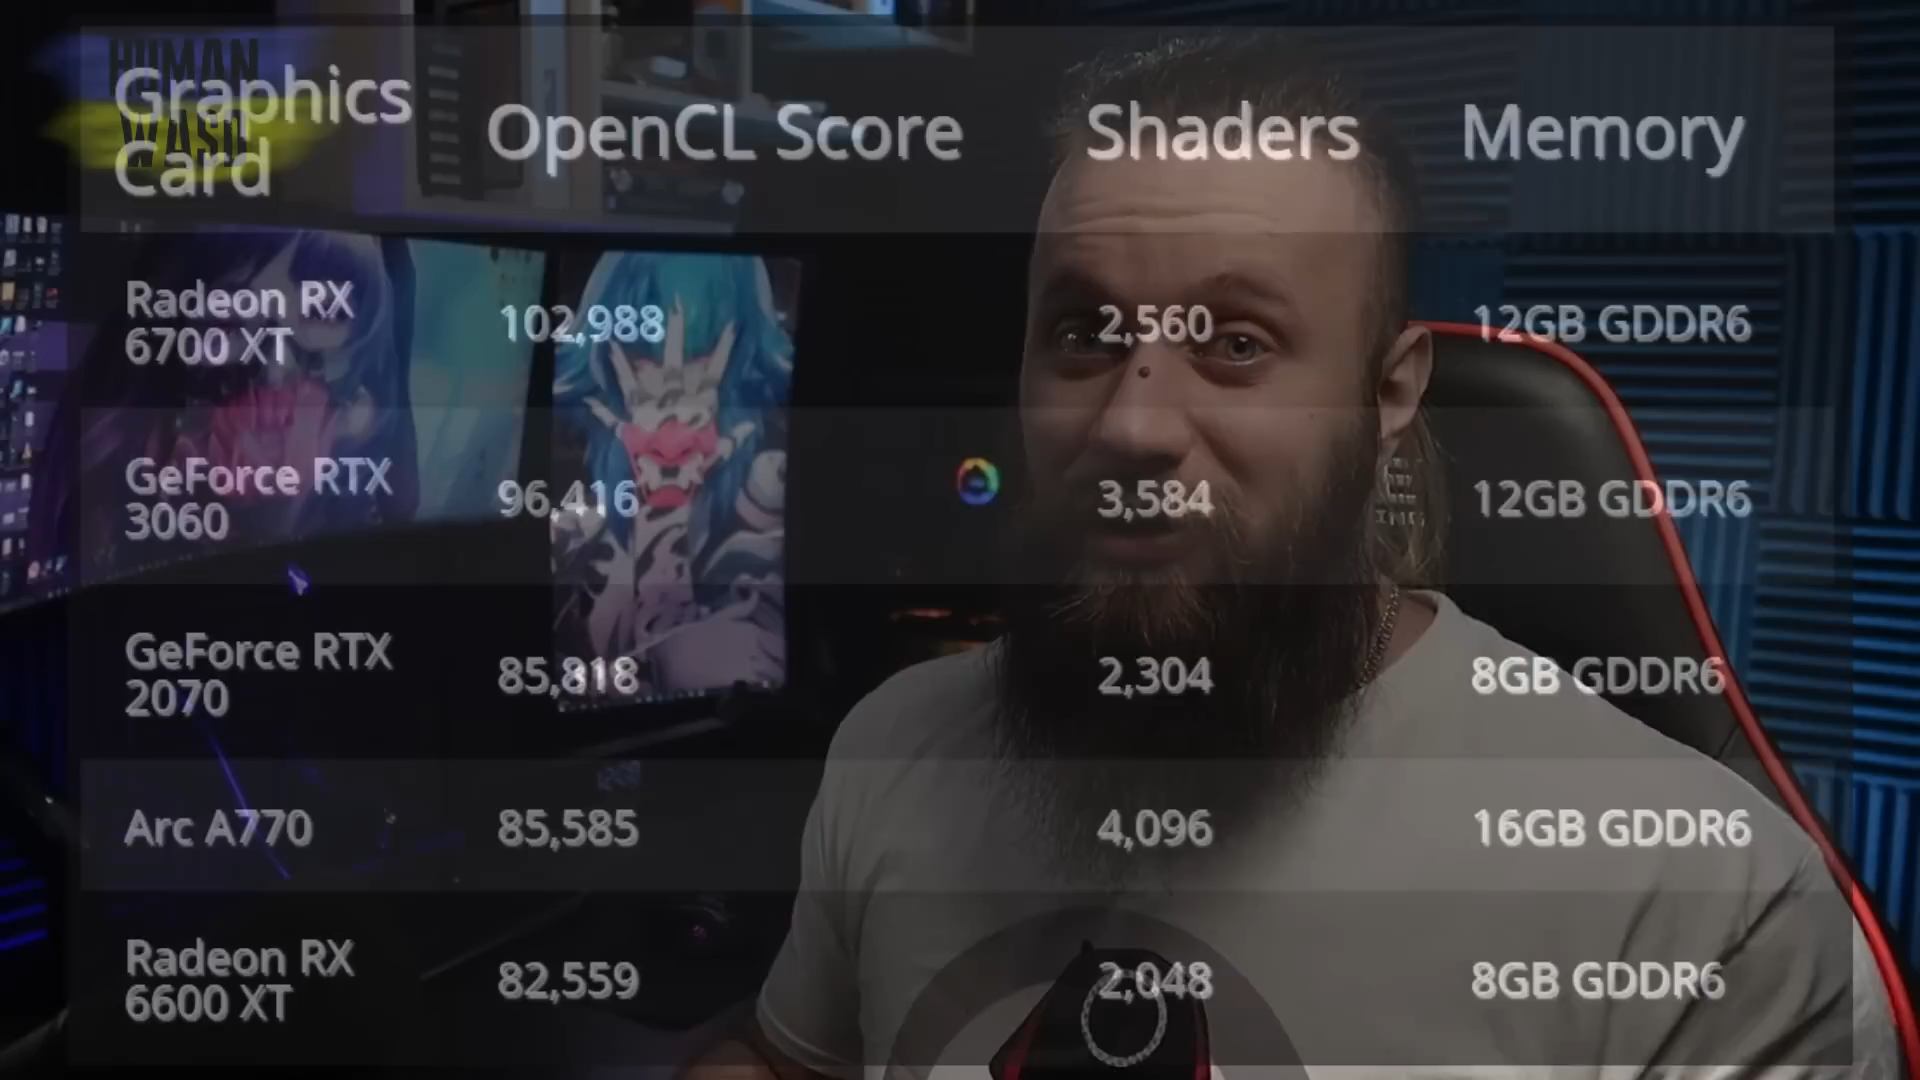 HUMAN
WASD
Graphics
Card
OpenCL Score
Shaders
Memory
Radeon RX
6700 XT
102,988
2,560
12GB GDDR6
GeForce RTX
3060
96,416
3,584
12GB GDDR6
GeForce RTX
2070
85,818
2,304
8GB GDDR6
Arc A770
85,585
4,096
16GB GDDR6
Radeon RX
6600 XT
82,559
2,048
8GB GDDR6